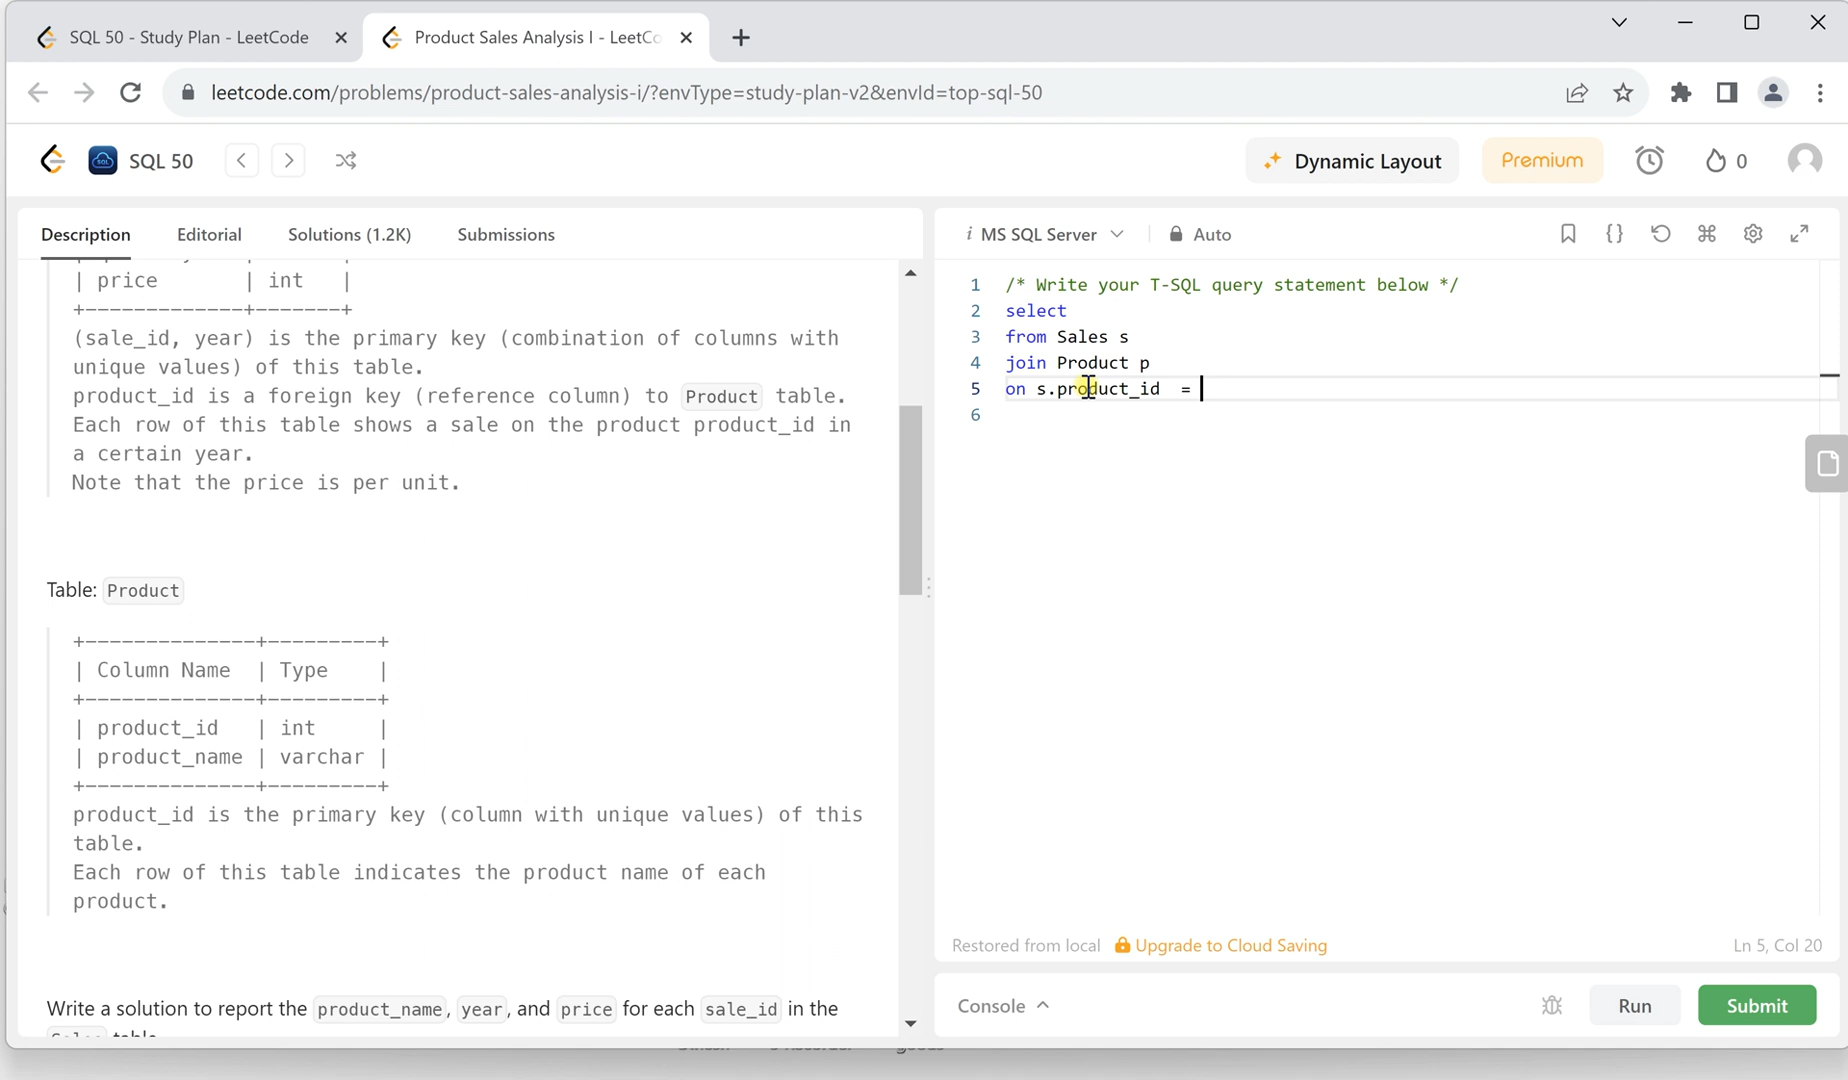 SQL 50 - Study Plan - LeetCode
Product Sales Analysis I - LeetCo
leetcode.com/problems/product-sales-analysis-i/?envType=study-plan-v2&envId=top-sql-50
SQL 50
Dynamic Layout
Premium
0
Description
Editorial
Solutions (1.2K)
Submissions
| price       | int   |
+-------------+-------+
(sale_id, year) is the primary key (combination of columns with
unique values) of this table.
product_id is a foreign key (reference column) to Product table.
Each row of this table shows a sale on the product product_id in
a certain year.
Note that the price is per unit.
Table: Product
+--------------+---------+
| Column Name  | Type    |
+--------------+---------+
| product_id   | int     |
| product_name | varchar |
+--------------+---------+
product_id is the primary key (column with unique values) of this
table.
Each row of this table indicates the product name of each
product.
Write a solution to report the product_name, year, and price for each sale_id in the
i MS SQL Server
Auto
1 /* Write your T-SQL query statement below */
2 select
3 from Sales s
4 join Product p
5 on s.product_id  =
6
Restored from local
Upgrade to Cloud Saving
Ln 5, Col 20
Console
Run
Submit